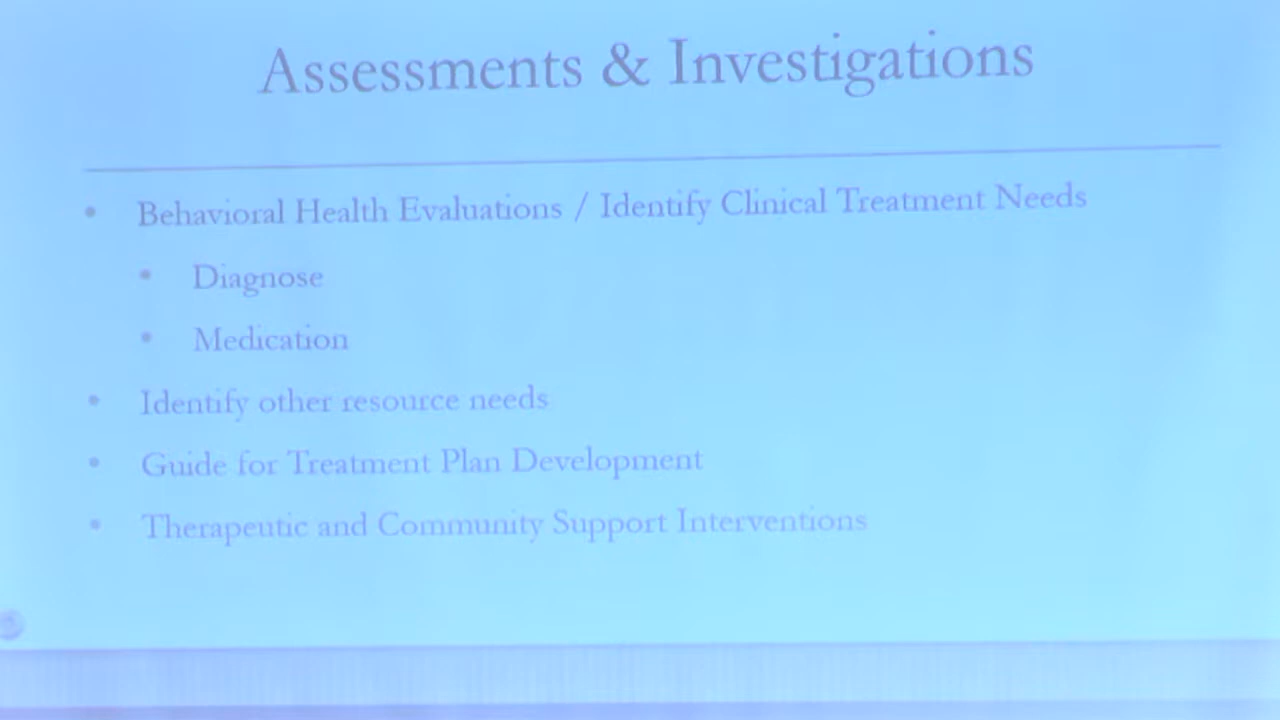 Assessments & Investigations
• Behavioral Health Evaluations / Identify Clinical Treatment Needs
• Diagnose
• Medication
• Identify other resource needs
• Guide for Treatment Plan Development
• Therapeutic and Community Support Interventions